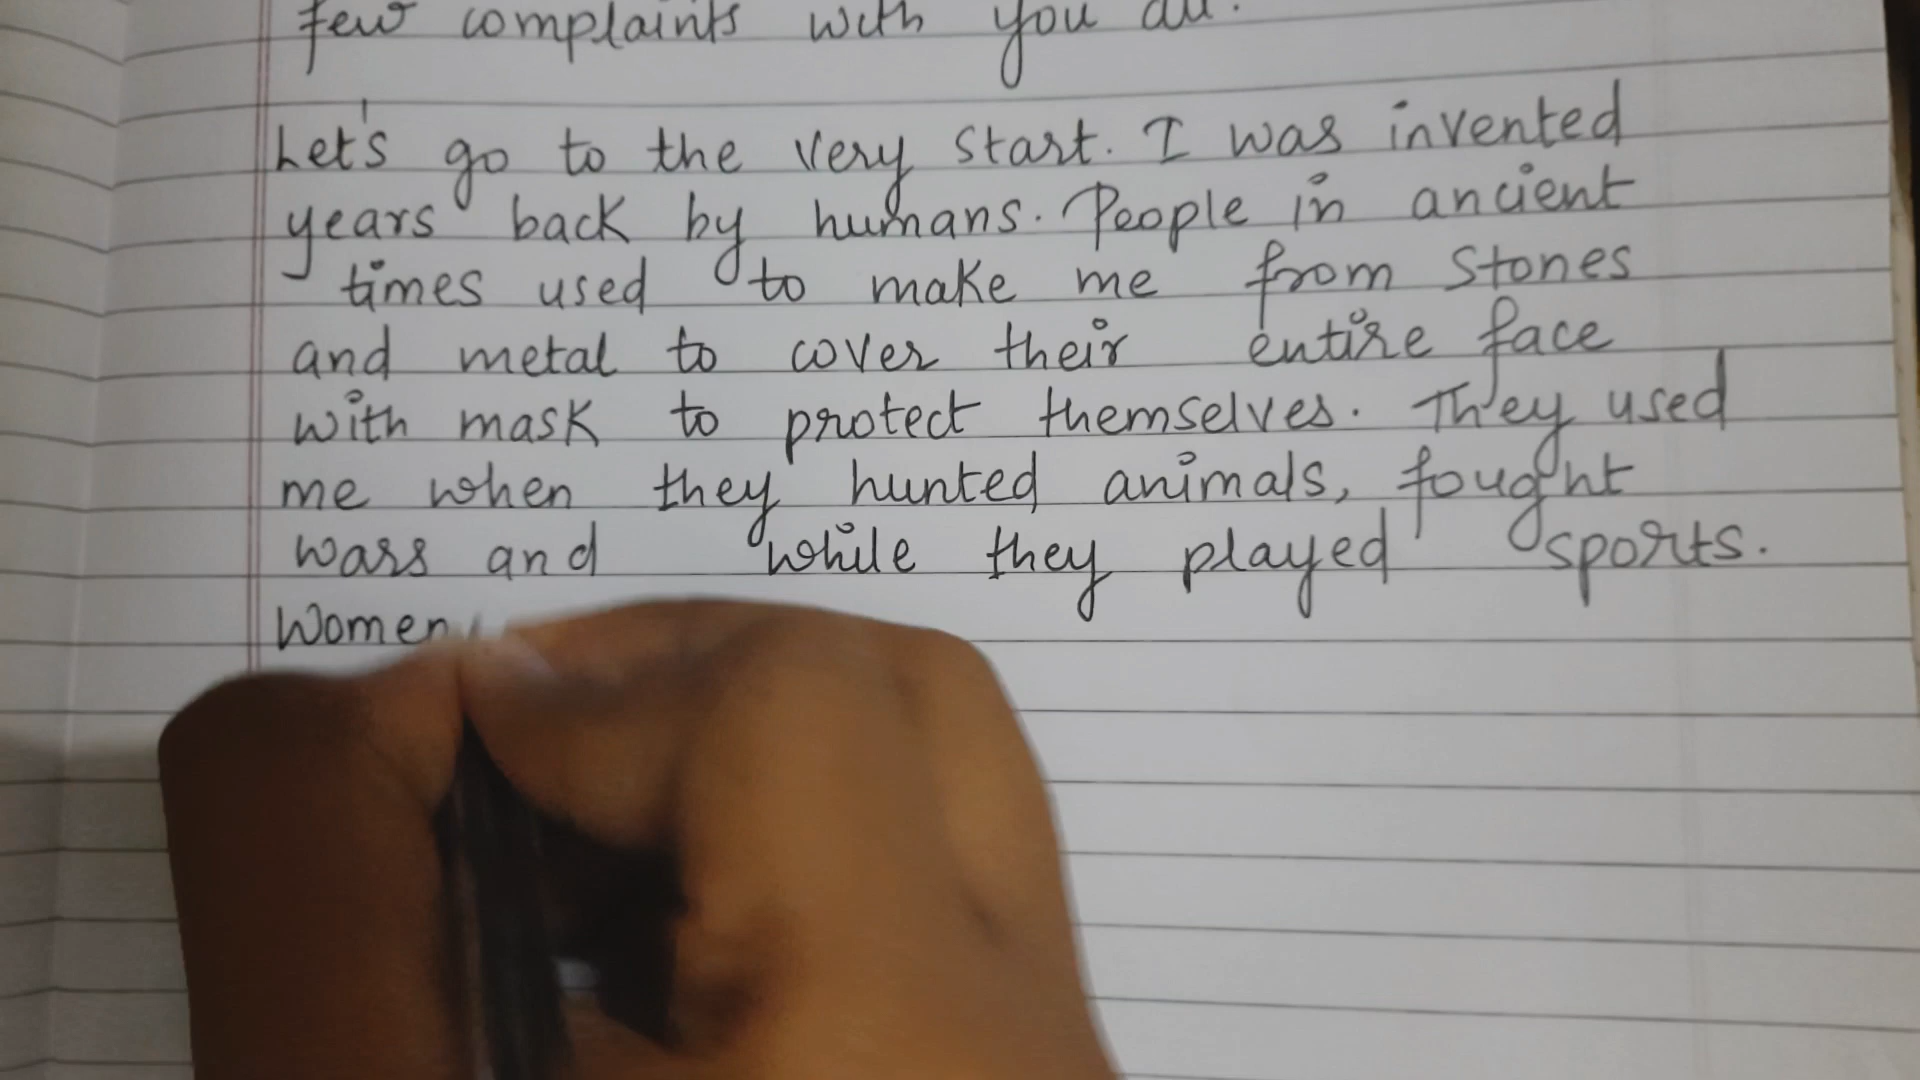 few complaints with you all.
Let's go to the very start. I was invented
years back by humans. People in ancient
times used to make me from stones
and metal to cover their entire face
with mask to protect themselves. They used
me when they hunted animals, fought
wars and while they played sports.
Women